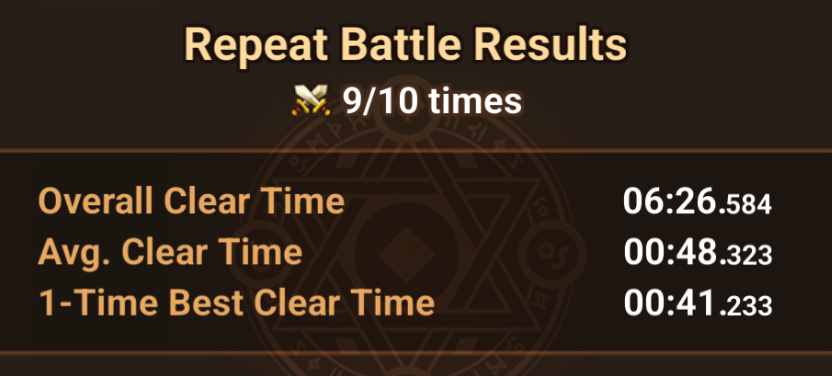 Repeat Battle Results
9/10 times
Overall Clear Time 06:26.584
Avg. Clear Time 00:48.323
1-Time Best Clear Time 00:41.233